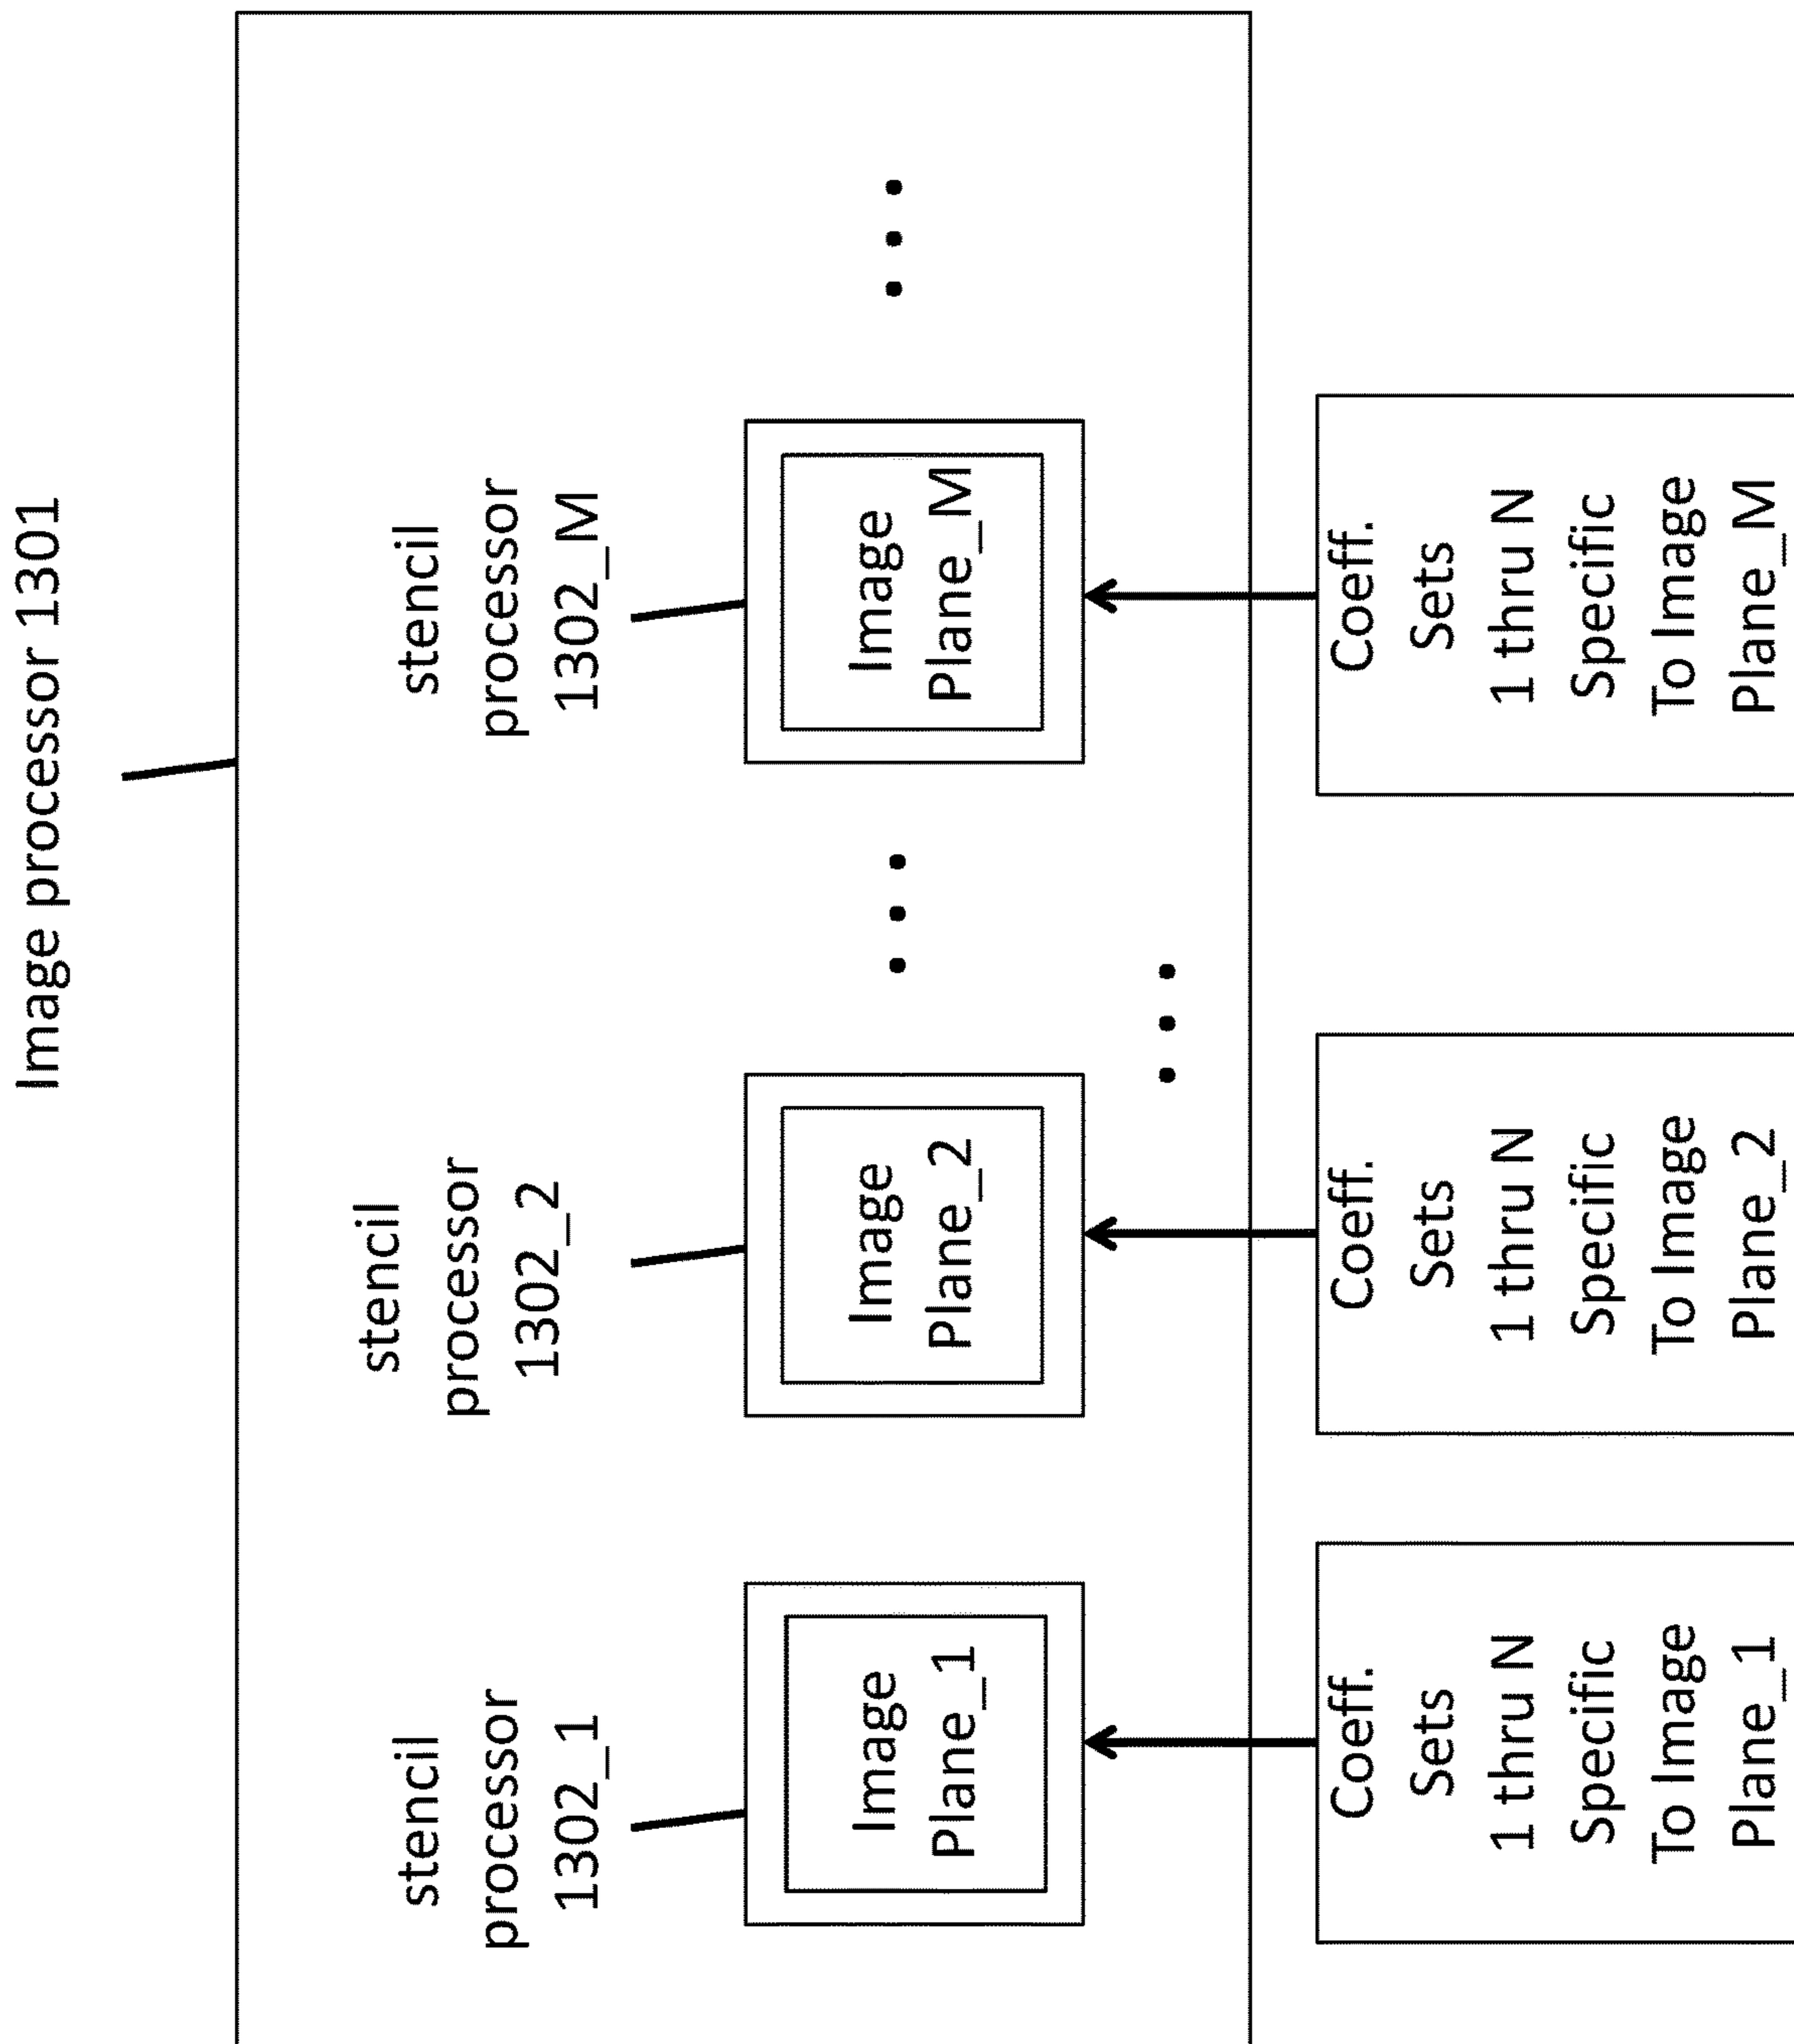 Image processor 1301
stencil
processor
1302_1
stencil
processor
1302_2
stencil
processor
1302_M
Image
Plane_1
Image
Plane_2
Image
Plane_M
Coeff.
Sets
1 thru N
Specific
To Image
Plane_1
Coeff.
Sets
1 thru N
Specific
To Image
Plane_2
Coeff.
Sets
1 thru N
Specific
To Image
Plane_M